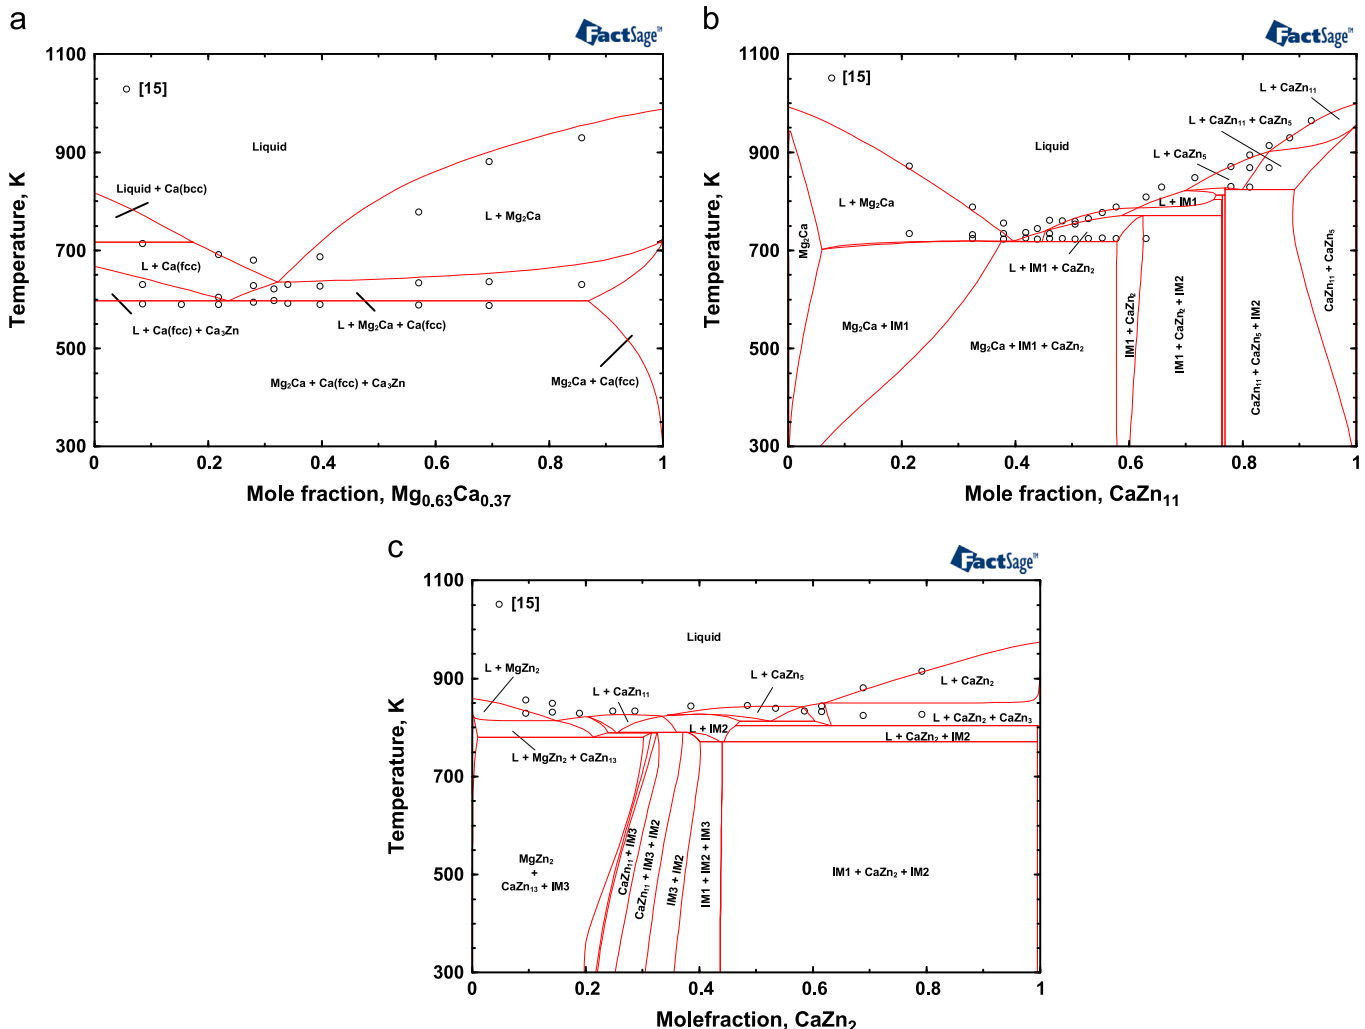 a
FactSage™
1100
900
700
500
300
Temperature, K
[15]
Liquid
Liquid + Ca(bcc)
L + Mg₂Ca
L + Ca(fcc)
L + Ca(fcc) + Ca₃Zn
L + Mg₂Ca + Ca(fcc)
Mg₂Ca + Ca(fcc) + Ca₃Zn
Mg₂Ca + Ca(fcc)
0 0.2 0.4 0.6 0.8 1
Mole fraction, Mg₀.₆₃Ca₀.₃₇
b
FactSage™
1100
900
700
500
300
Temperature, K
[15]
L + CaZn₁₁
L + CaZn₁₁ + CaZn₅
Liquid
L + CaZn₅
L + Mg₂Ca
L + IM1
Mg₂Ca
L + IM1 + CaZn₂
CaZn₁₁ + CaZn₅
Mg₂Ca + IM1
Mg₂Ca + IM1 + CaZn₂
IM1 + CaZn₂
IM1 + CaZn₂ + IM2
CaZn₁₁ + CaZn₅ + IM2
0 0.2 0.4 0.6 0.8 1
Mole fraction, CaZn₁₁
c
FactSage™
1100
900
700
500
300
Temperature, K
[15]
Liquid
L + MgZn₂
L + CaZn₁₁
L + CaZn₅
L + CaZn₂
L + CaZn₂ + CaZn₃
L + IM2
L + CaZn₂ + IM2
L + MgZn₂ + CaZn₁₃
MgZn₂
+
CaZn₁₃ + IM3
CaZn₁₁ + IM3
CaZn₁₁ + IM3 + IM2
IM3 + IM2
IM1 + IM2 + IM3
IM1 + CaZn₂ + IM2
0 0.2 0.4 0.6 0.8 1
Molefraction, CaZn₂